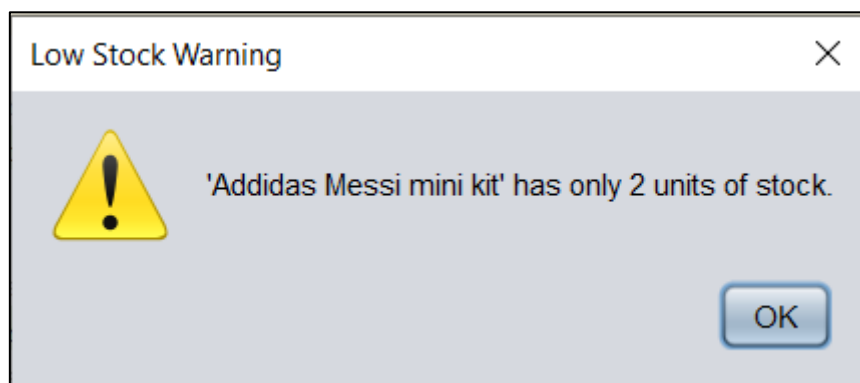 Low Stock Warning
'Addidas Messi mini kit' has only 2 units of stock.
OK